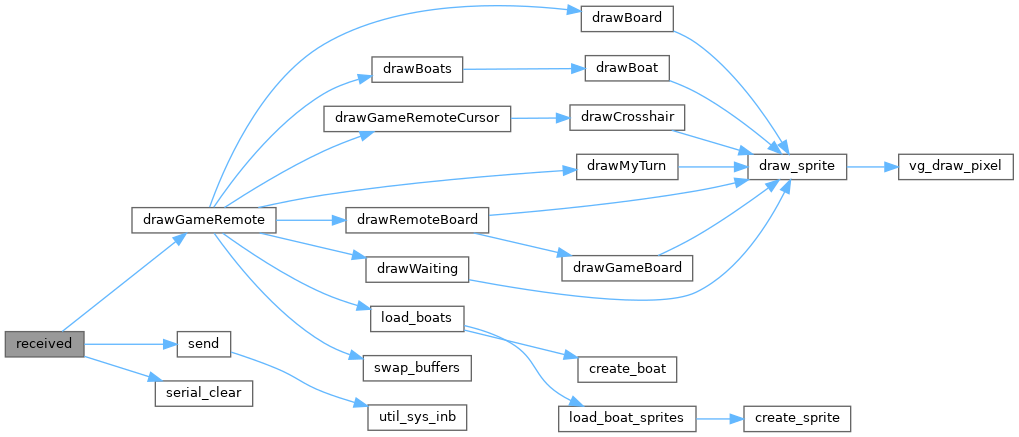 drawBoard
drawBoats
drawBoat
drawGameRemoteCursor
drawCrosshair
drawMyTurn
draw_sprite
vg_draw_pixel
drawGameRemote
drawRemoteBoard
drawWaiting
drawGameBoard
load_boats
received
send
swap_buffers
create_boat
serial_clear
util_sys_inb
load_boat_sprites
create_sprite